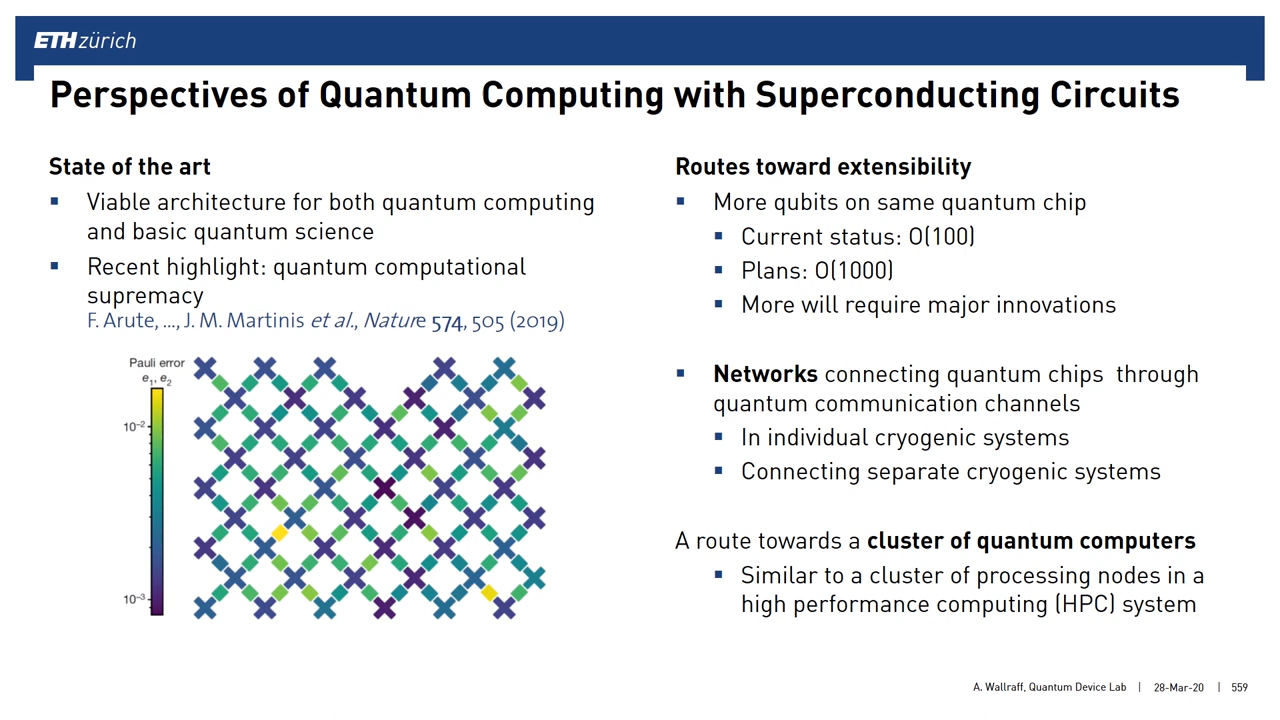 ETH zürich
Perspectives of Quantum Computing with Superconducting Circuits
State of the art
▪ Viable architecture for both quantum computing
and basic quantum science
▪ Recent highlight: quantum computational
supremacy
F. Arute, ..., J. M. Martinis et al., Nature 574, 505 (2019)
Pauli error
e1, e2
10⁻²
10⁻³
Routes toward extensibility
▪ More qubits on same quantum chip
▪ Current status: O(100)
▪ Plans: O(1000)
▪ More will require major innovations
▪ Networks connecting quantum chips through
quantum communication channels
▪ In individual cryogenic systems
▪ Connecting separate cryogenic systems
A route towards a cluster of quantum computers
▪ Similar to a cluster of processing nodes in a
high performance computing (HPC) system
A. Wallraff, Quantum Device Lab | 28-Mar-20 | 559